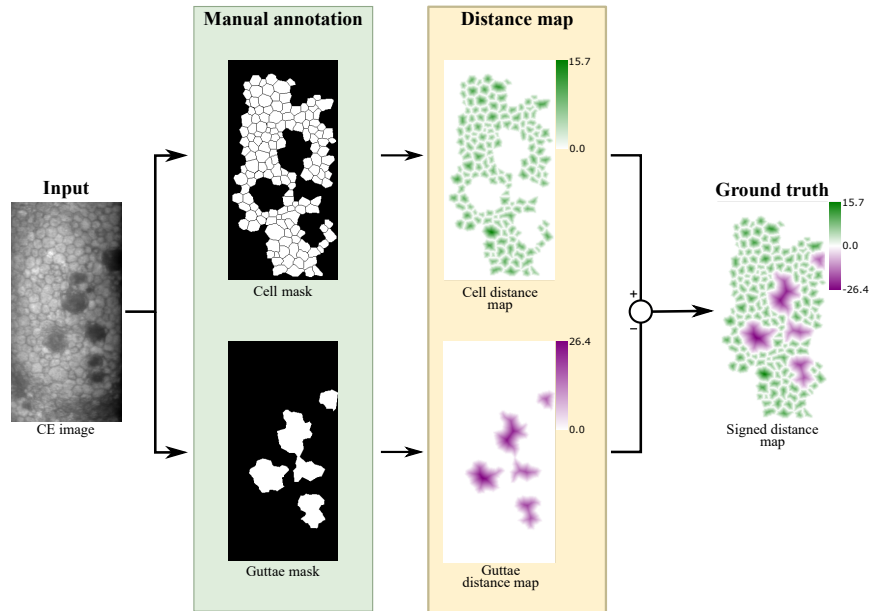 Manual annotation
Distance map
15.7
0.0
Input
Ground truth
15.7
0.0
-26.4
Cell mask
Cell distance
map
+
−
26.4
0.0
CE image
Signed distance
map
Guttae mask
Guttae
distance map